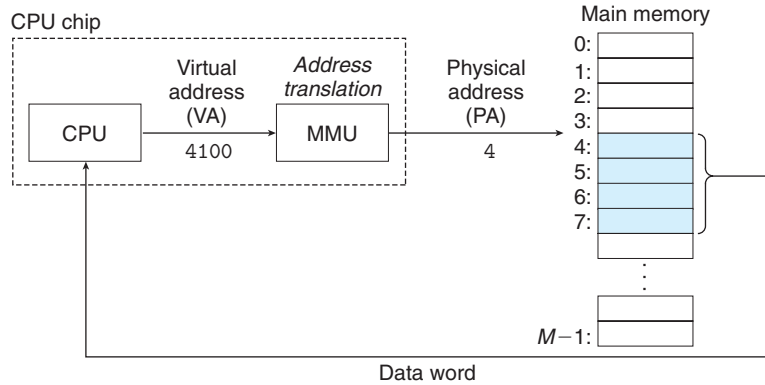 CPU chip
CPU
Virtual
address
(VA)
4100
Address
translation
MMU
Physical
address
(PA)
4
Main memory
0:
1:
2:
3:
4:
5:
6:
7:
M−1:
Data word